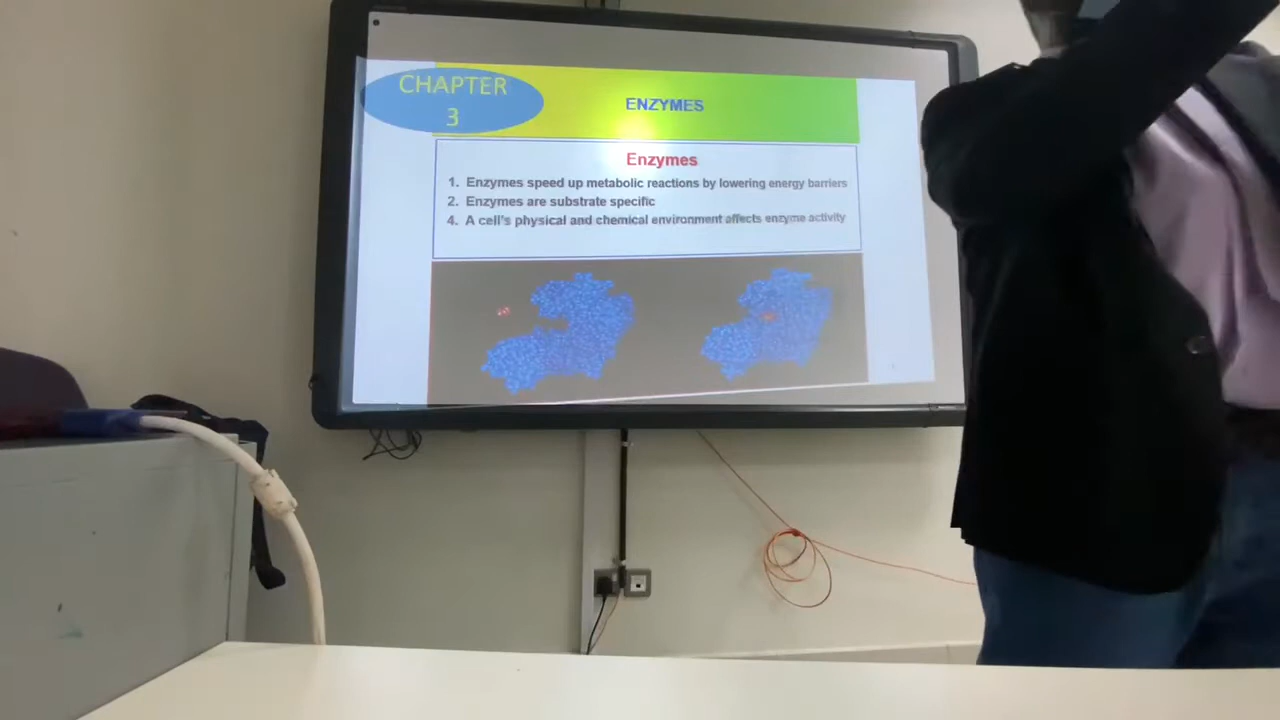 CHAPTER
3
ENZYMES
Enzymes
1. Enzymes speed up metabolic reactions by lowering energy barriers
2. Enzymes are substrate specific
4. A cell's physical and chemical environment affects enzyme activity